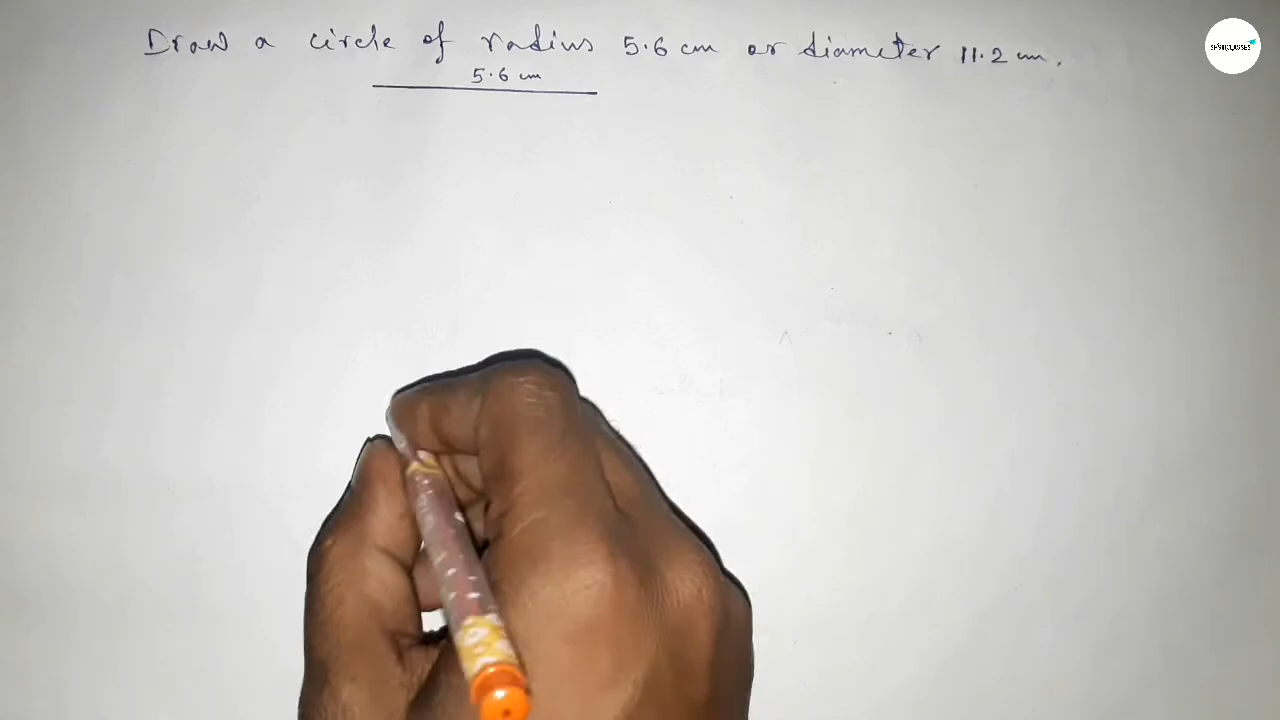 Draw a circle of radius 5.6 cm or diameter 11.2 cm.
5.6 cm